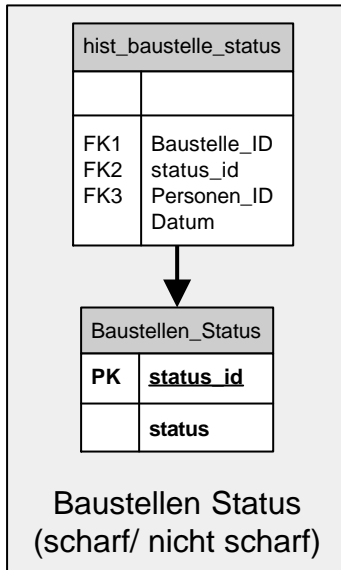 hist_baustelle_status
FK1 Baustelle_ID
FK2 status_id
FK3 Personen_ID
Datum
Baustellen_Status
PK status_id
status
Baustellen Status
(scharf/ nicht scharf)